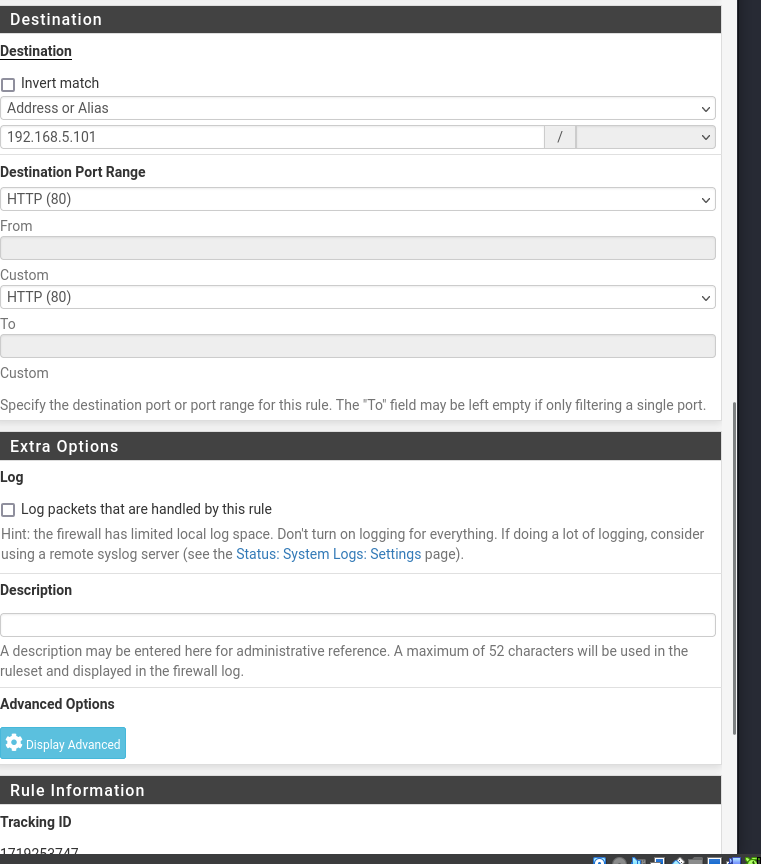 Destination
Destination
Invert match
Address or Alias
192.168.5.101 /
Destination Port Range
HTTP (80)
From
Custom
HTTP (80)
To
Custom
Specify the destination port or port range for this rule. The "To" field may be left empty if only filtering a single port.
Extra Options
Log
Log packets that are handled by this rule
Hint: the firewall has limited local log space. Don't turn on logging for everything. If doing a lot of logging, consider
using a remote syslog server (see the Status: System Logs: Settings page).
Description
A description may be entered here for administrative reference. A maximum of 52 characters will be used in the
ruleset and displayed in the firewall log.
Advanced Options
Display Advanced
Rule Information
Tracking ID
1719253747